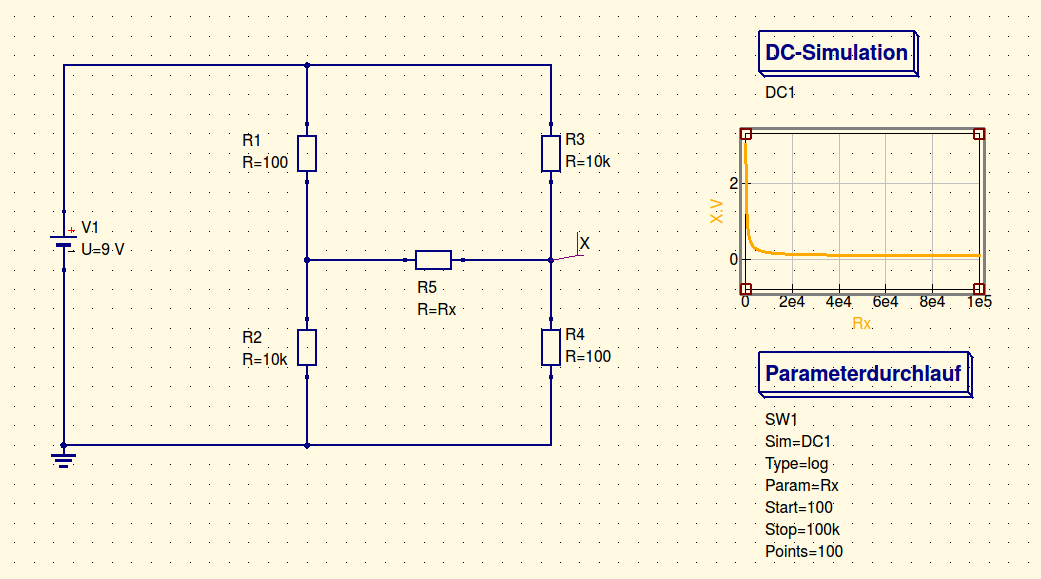 DC-Simulation
DC1
R1
R=100
R3
R=10k
V1
U=9 V
X
R5
R=Rx
R2
R=10k
R4
R=100
X.V
2
0
0
2e4
4e4
6e4
8e4
1e5
Rx
Parameterdurchlauf
SW1
Sim=DC1
Type=log
Param=Rx
Start=100
Stop=100k
Points=100